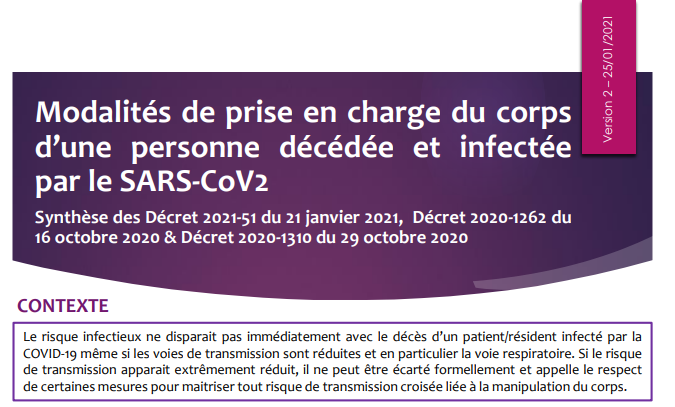 Version 2 – 25/01/2021
Modalités de prise en charge du corps
d’une personne décédée et infectée
par le SARS-CoV2
Synthèse des Décret 2021-51 du 21 janvier 2021, Décret 2020-1262 du
16 octobre 2020 & Décret 2020-1310 du 29 octobre 2020
CONTEXTE
Le risque infectieux ne disparait pas immédiatement avec le décès d’un patient/résident infecté par la
COVID-19 même si les voies de transmission sont réduites et en particulier la voie respiratoire. Si le risque
de transmission apparait extrêmement réduit, il ne peut être écarté formellement et appelle le respect
de certaines mesures pour maitriser tout risque de transmission croisée liée à la manipulation du corps.